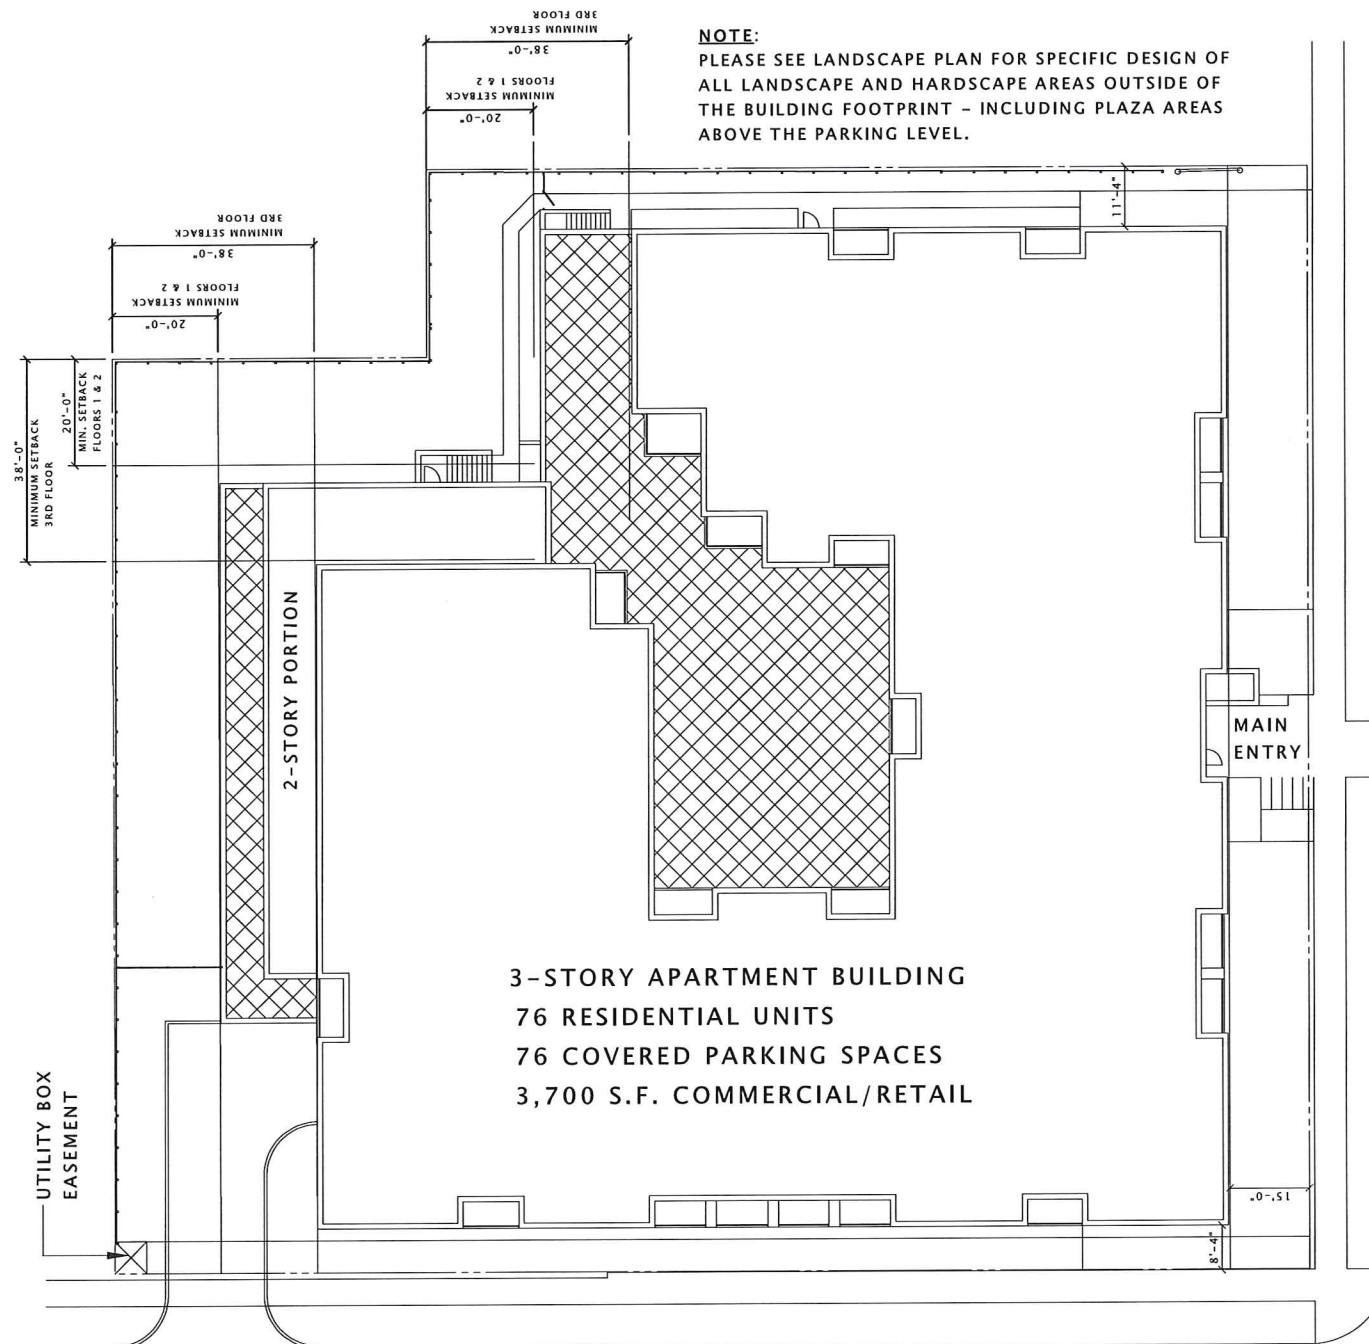 3RD FLOOR
MINIMUM SETBACK
38'-0"
FLOORS 1 & 2
MINIMUM SETBACK
20'-0"
NOTE:
PLEASE SEE LANDSCAPE PLAN FOR SPECIFIC DESIGN OF
ALL LANDSCAPE AND HARDSCAPE AREAS OUTSIDE OF
THE BUILDING FOOTPRINT – INCLUDING PLAZA AREAS
ABOVE THE PARKING LEVEL.
11'-4"
3RD FLOOR
MINIMUM SETBACK
38'-0"
FLOORS 1 & 2
MINIMUM SETBACK
20'-0"
38'-0"
MINIMUM SETBACK
3RD FLOOR
20'-0"
MIN. SETBACK
FLOORS 1 & 2
2-STORY PORTION
MAIN
ENTRY
3-STORY APARTMENT BUILDING
76 RESIDENTIAL UNITS
76 COVERED PARKING SPACES
3,700 S.F. COMMERCIAL/RETAIL
UTILITY BOX
EASEMENT
15'-0"
8'-4"